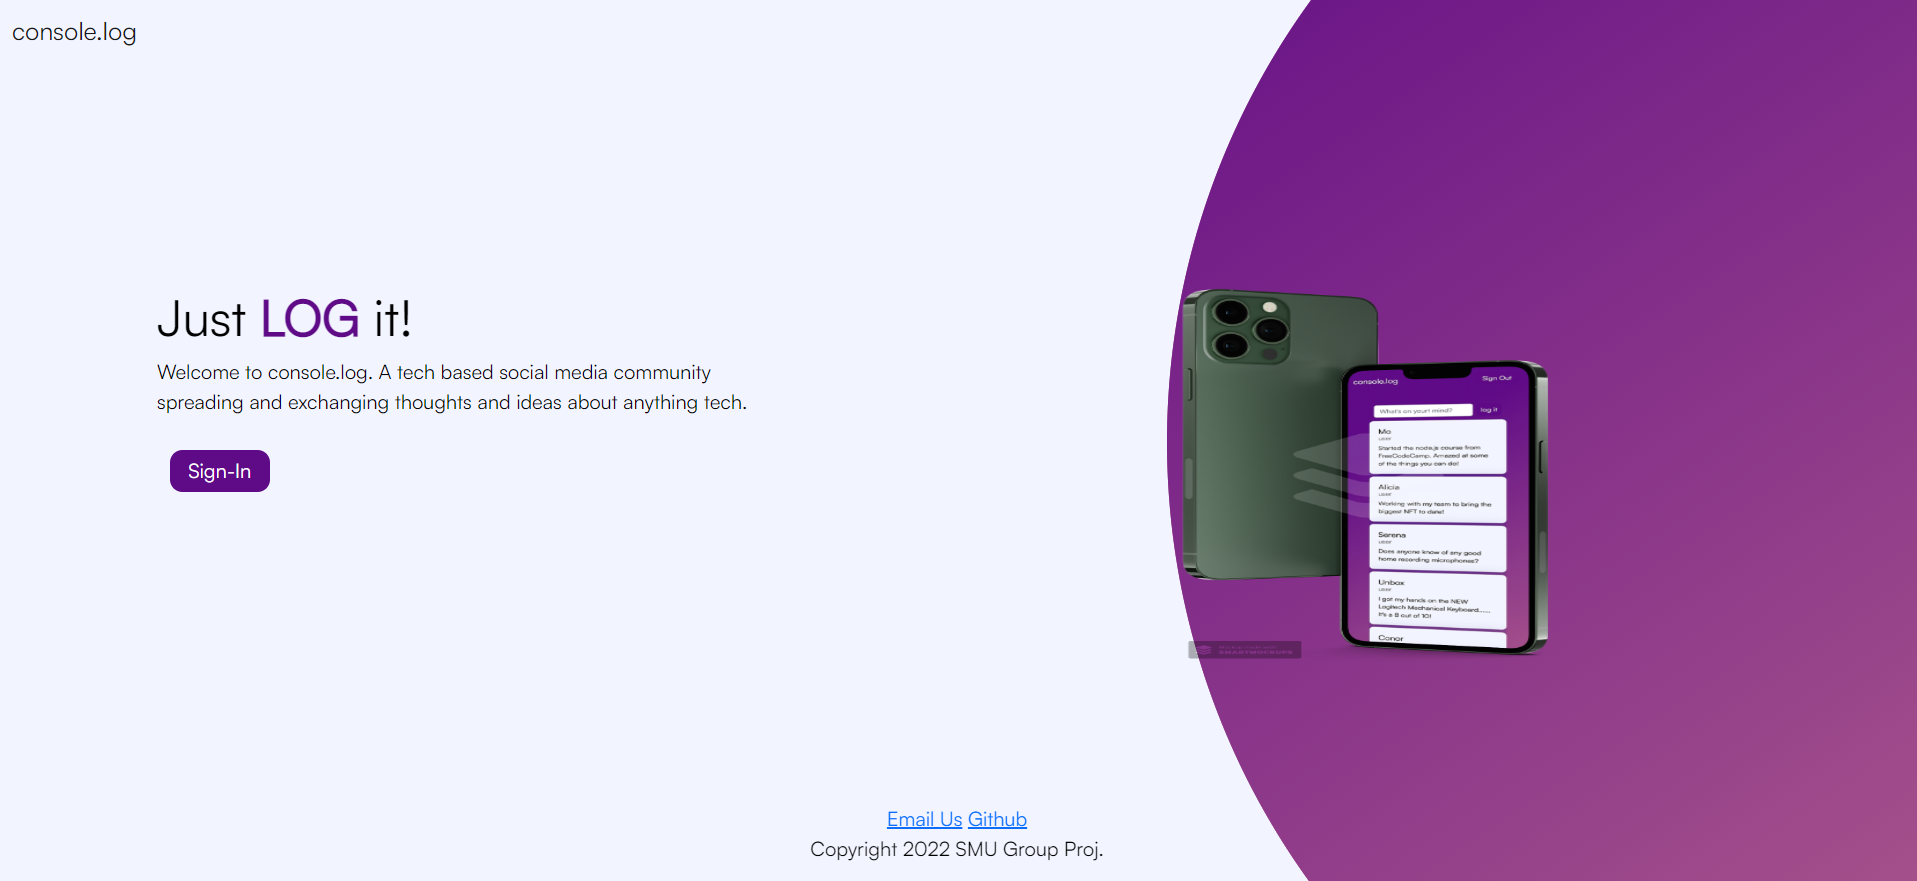 console.log
Just LOG it!
Welcome to console.log. A tech based social media community
spreading and exchanging thoughts and ideas about anything tech.
Sign-In
console.log
Sign Out
What's on your mind?
log it
Mo
user
Started the node.js course from
FreeCodeCamp. Amazed at some
of the things you can do!
Alicia
user
Working with my team to bring the
biggest NFT to date!
Serena
user
Does anyone know of any good
home recording microphones?
Unbox
user
I got my hands on the NEW
Logitech Mechanical Keyboard.....
It's a 8 out of 10!
Conor
SMARTMOCKUPS
Email Us Github
Copyright 2022 SMU Group Proj.